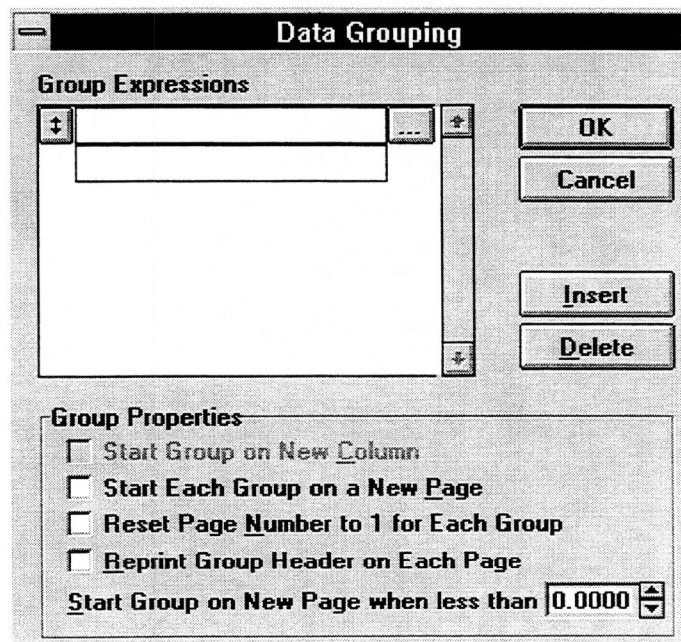 Data Grouping
Group Expressions
...
OK
Cancel
Insert
Delete
Group Properties
Start Group on New Column
Start Each Group on a New Page
Reset Page Number to 1 for Each Group
Reprint Group Header on Each Page
Start Group on New Page when less than 0.0000